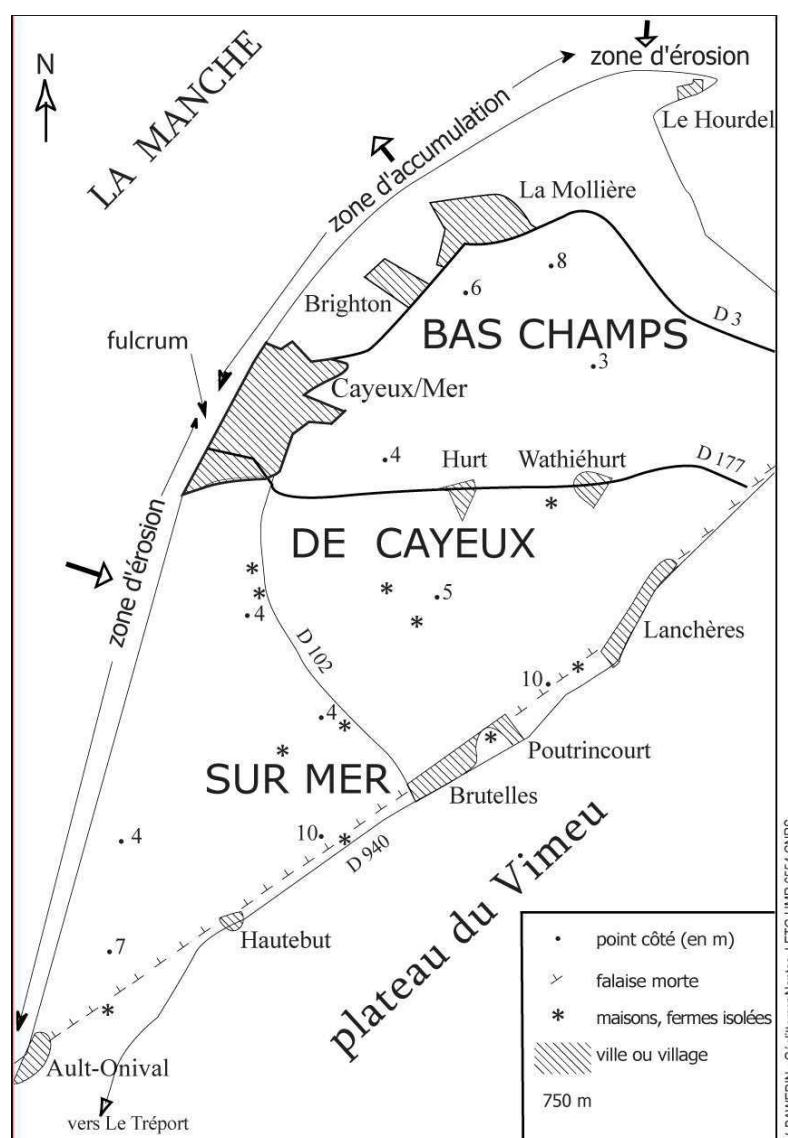 N
LA MANCHE
zone d'érosion
Le Hourdel
zone d'accumulation
La Mollière
8
6
Brighton
D 3
BAS CHAMPS
fulcrum
3
Cayeux/Mer
4
Hurt
Wathiéhurt
D 177
DE CAYEUX
zone d'érosion
5
4
Lanchères
D 102
10
4
Poutrincourt
SUR MER
Brutelles
10
4
D 940
plateau du Vimeu
Hautebut
7
Ault-Onival
vers Le Tréport
point côté (en m)
falaise morte
maisons, fermes isolées
ville ou village
750 m